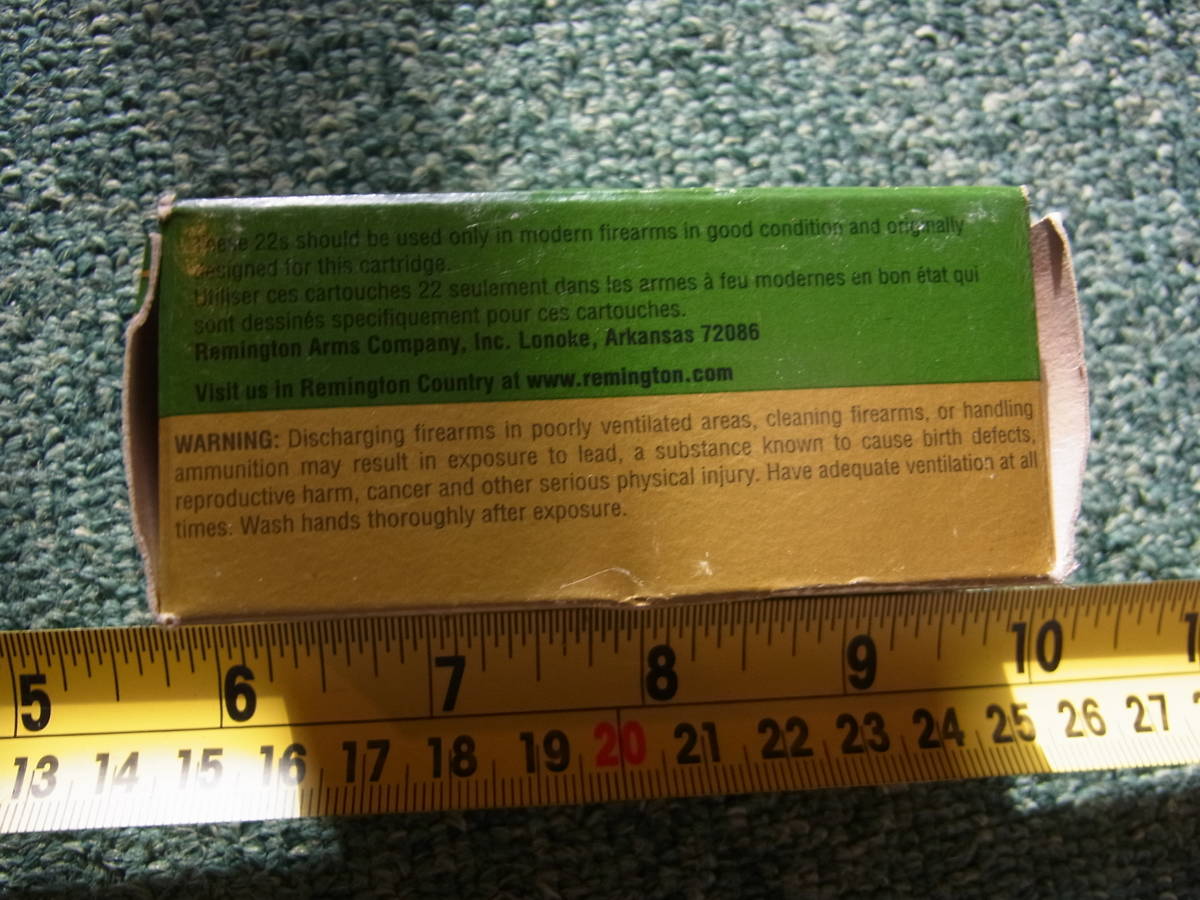 These 22s should be used only in modern firearms in good condition and originally
designed for this cartridge.
Utiliser ces cartouches 22 seulement dans les armes à feu modernes en bon état qui
sont dessinés specifiquement pour ces cartouches.
Remington Arms Company, Inc. Lonoke, Arkansas 72086
Visit us in Remington Country at www.remington.com
WARNING: Discharging firearms in poorly ventilated areas, cleaning firearms, or handling
ammunition may result in exposure to lead, a substance known to cause birth defects,
reproductive harm, cancer and other serious physical injury. Have adequate ventilation at all
times. Wash hands thoroughly after exposure.
5 6 7 8 9 10
13 14 15 16 17 18 19 20 21 22 23 24 25 26 27